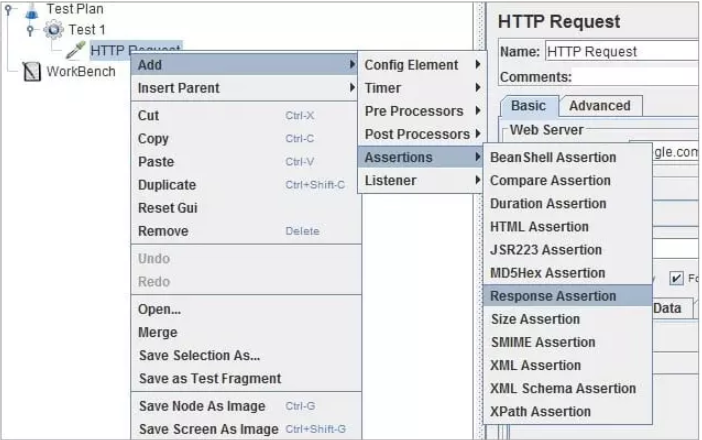 Test Plan
Test 1
HTTP Request
WorkBench
Add
Insert Parent
Cut Ctrl-X
Copy Ctrl-C
Paste Ctrl-V
Duplicate Ctrl+Shift-C
Reset Gui
Remove Delete
Undo
Redo
Open...
Merge
Save Selection As...
Save as Test Fragment
Save Node As Image Ctrl-G
Save Screen As Image Ctrl+Shift-G
Config Element
Timer
Pre Processors
Post Processors
Assertions
Listener
BeanShell Assertion
Compare Assertion
Duration Assertion
HTML Assertion
JSR223 Assertion
MD5Hex Assertion
Response Assertion
Size Assertion
SMIME Assertion
XML Assertion
XML Schema Assertion
XPath Assertion
HTTP Request
Name: HTTP Request
Comments:
Basic Advanced
Web Server
gle.com
Data